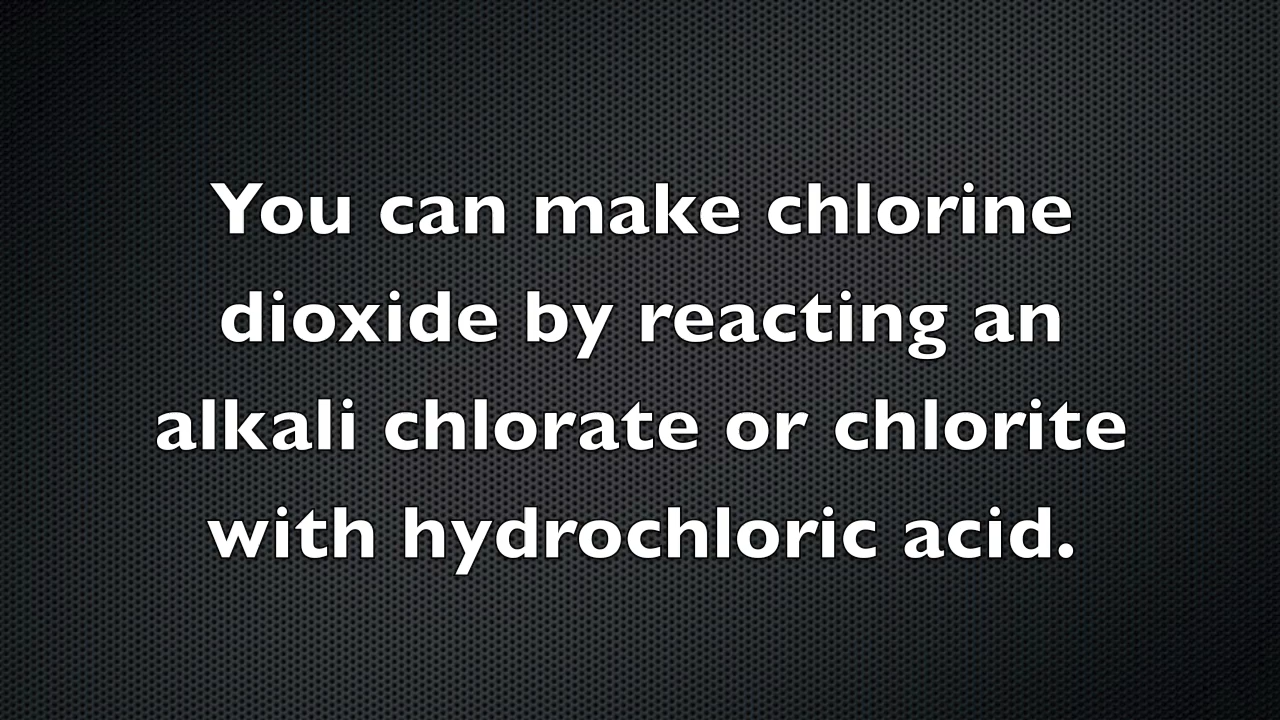 You can make chlorine
dioxide by reacting an
alkali chlorate or chlorite
with hydrochloric acid.